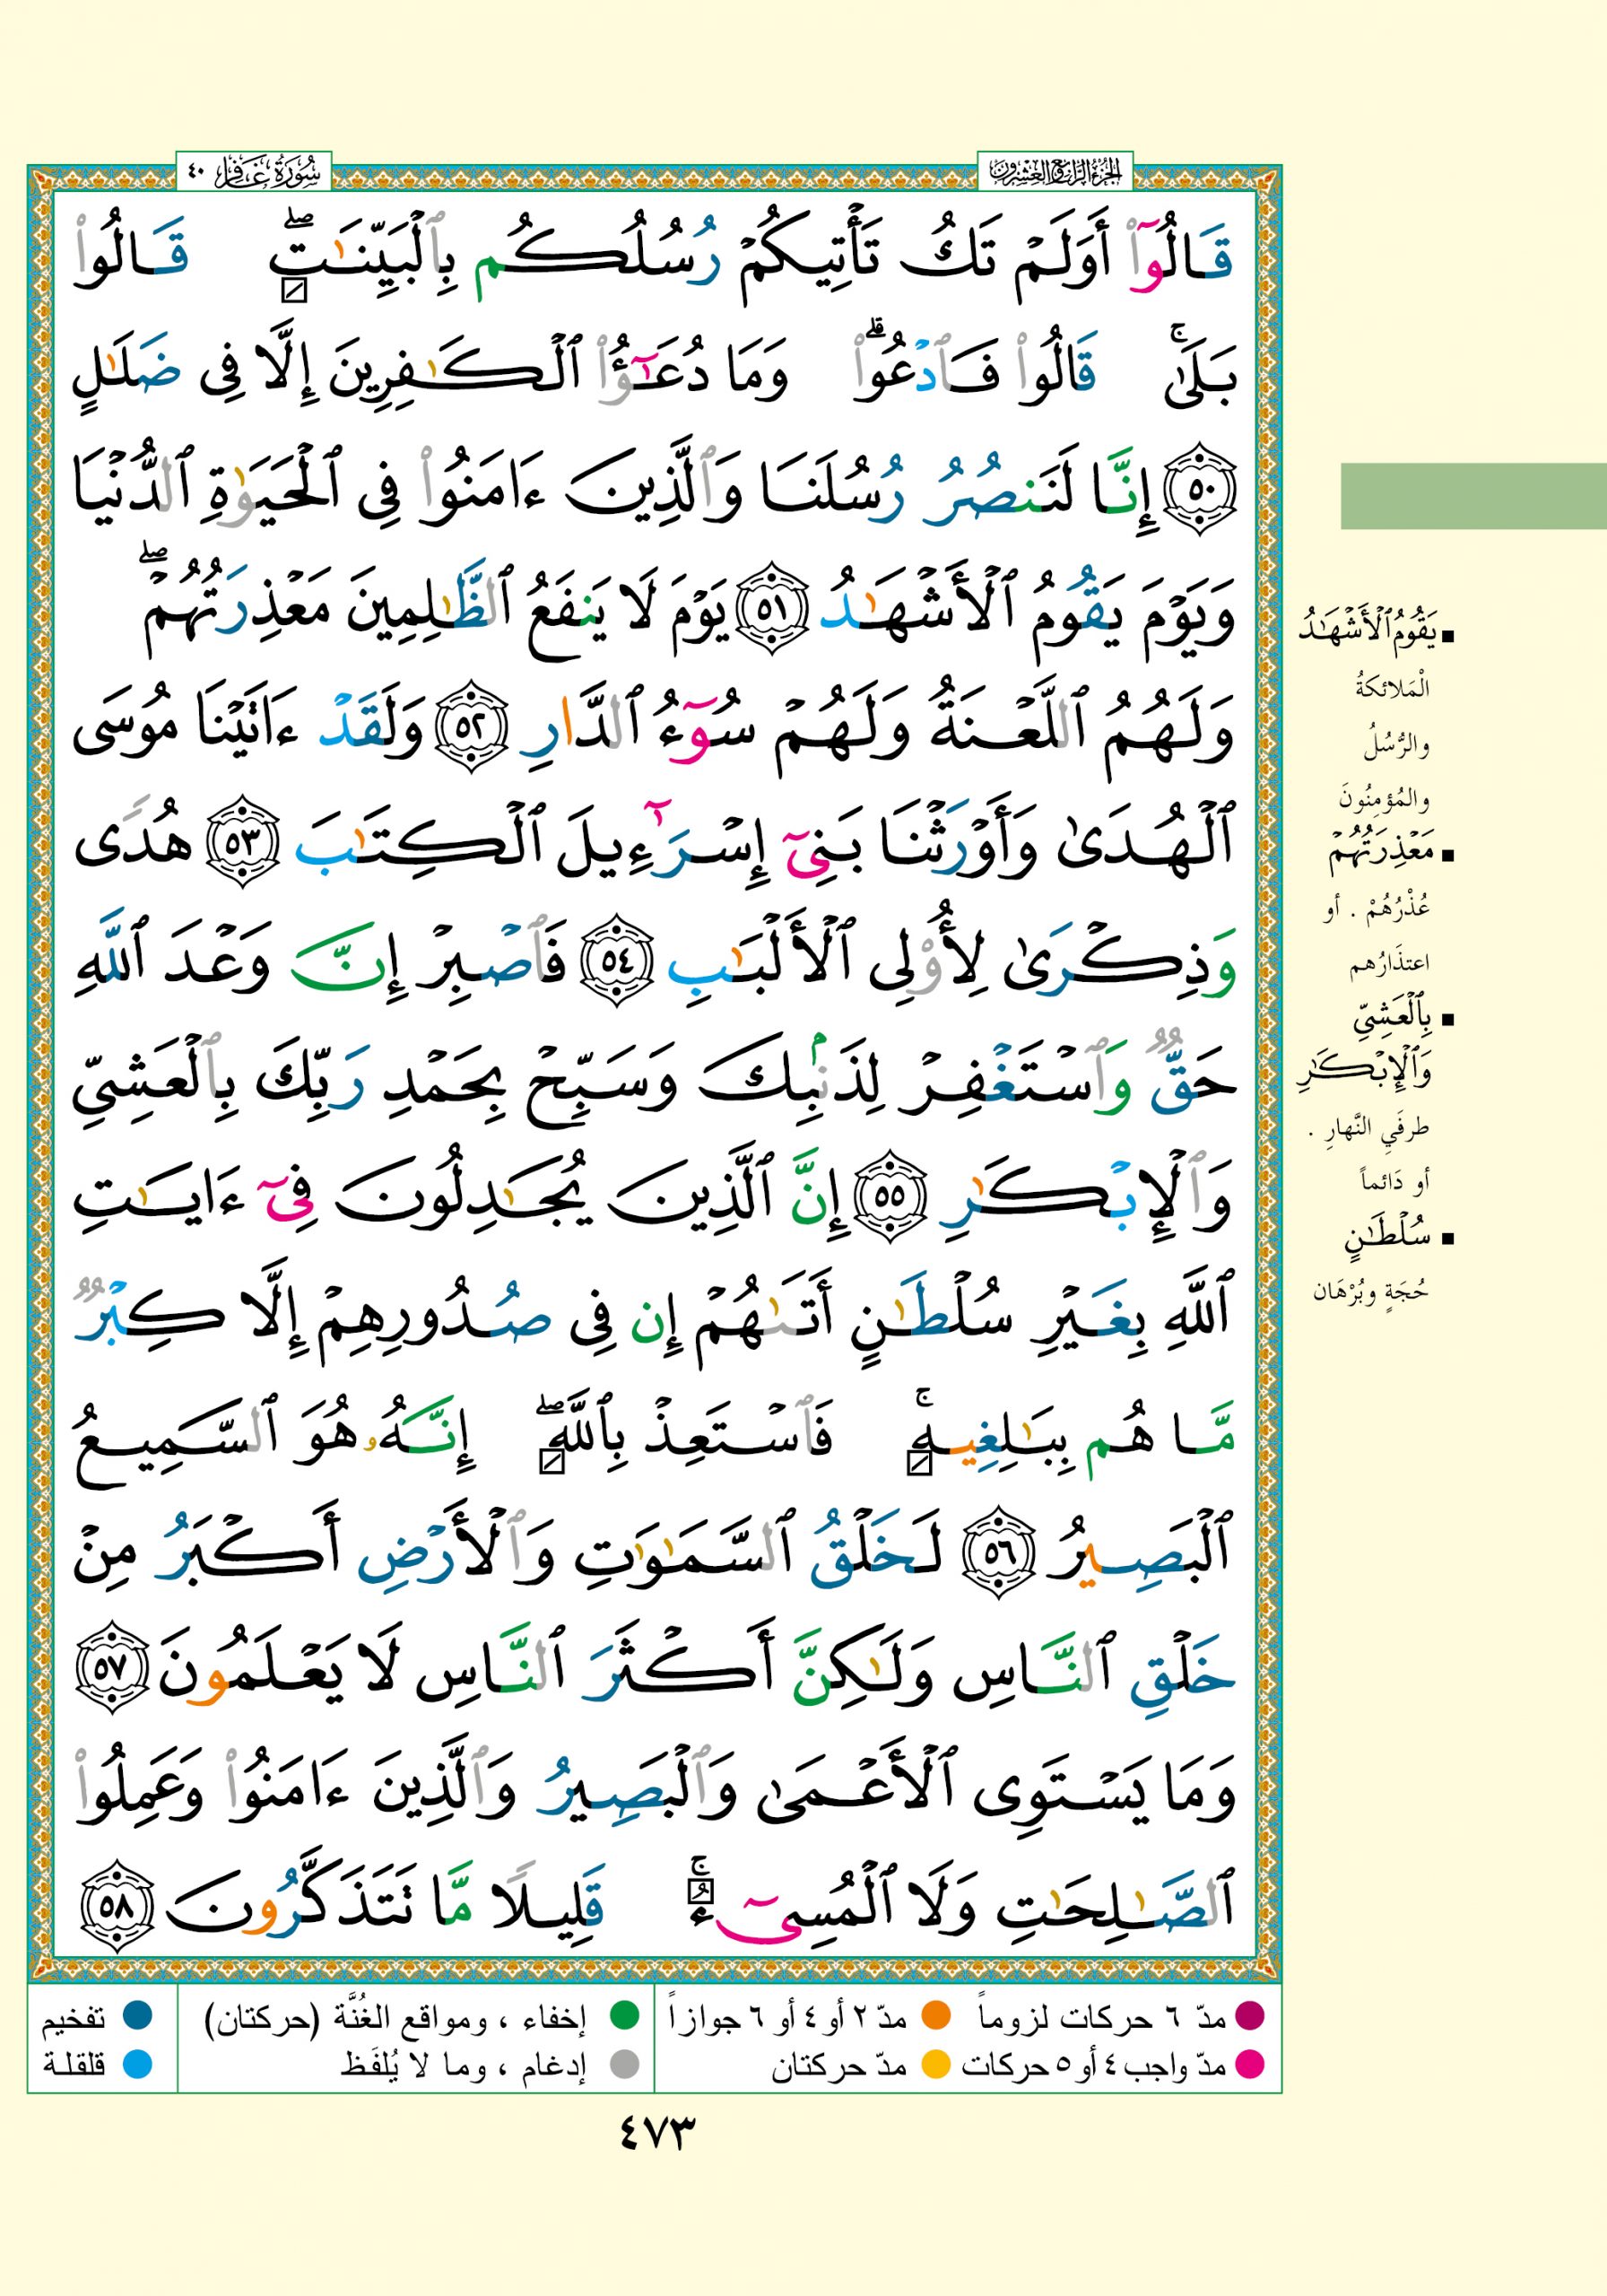 الجزء الرابع والعشرون
سورة غافر ٤٠
قَالُوٓا۟ أَوَلَمْ تَكُ تَأْتِيكُمْ رُسُلُكُم بِٱلْبَيِّنَـٰتِ ۖ قَالُوا۟
بَلَىٰ ۚ قَالُوا۟ فَٱدْعُوا۟ ۗ وَمَا دُعَـٰٓؤُا۟ ٱلْكَـٰفِرِينَ إِلَّا فِى ضَلَـٰلٍ
٥٠ إِنَّا لَنَنصُرُ رُسُلَنَا وَٱلَّذِينَ ءَامَنُوا۟ فِى ٱلْحَيَوٰةِ ٱلدُّنْيَا
وَيَوْمَ يَقُومُ ٱلْأَشْهَـٰدُ ٥١ يَوْمَ لَا يَنفَعُ ٱلظَّـٰلِمِينَ مَعْذِرَتُهُمْ ۖ
وَلَهُمُ ٱللَّعْنَةُ وَلَهُمْ سُوٓءُ ٱلدَّارِ ٥٢ وَلَقَدْ ءَاتَيْنَا مُوسَى
ٱلْهُدَىٰ وَأَوْرَثْنَا بَنِىٓ إِسْرَٰٓءِيلَ ٱلْكِتَـٰبَ ٥٣ هُدًى
وَذِكْرَىٰ لِأُو۟لِى ٱلْأَلْبَـٰبِ ٥٤ فَٱصْبِرْ إِنَّ وَعْدَ ٱللَّهِ
حَقٌّ وَٱسْتَغْفِرْ لِذَنۢبِكَ وَسَبِّحْ بِحَمْدِ رَبِّكَ بِٱلْعَشِىِّ
وَٱلْإِبْكَـٰرِ ٥٥ إِنَّ ٱلَّذِينَ يُجَـٰدِلُونَ فِىٓ ءَايَـٰتِ
ٱللَّهِ بِغَيْرِ سُلْطَـٰنٍ أَتَىٰهُمْ إِن فِى صُدُورِهِمْ إِلَّا كِبْرٌ
مَّا هُم بِبَـٰلِغِيهِ ۚ فَٱسْتَعِذْ بِٱللَّهِ ۖ إِنَّهُۥ هُوَ ٱلسَّمِيعُ
ٱلْبَصِيرُ ٥٦ لَخَلْقُ ٱلسَّمَـٰوَٰتِ وَٱلْأَرْضِ أَكْبَرُ مِنْ
خَلْقِ ٱلنَّاسِ وَلَـٰكِنَّ أَكْثَرَ ٱلنَّاسِ لَا يَعْلَمُونَ ٥٧
وَمَا يَسْتَوِى ٱلْأَعْمَىٰ وَٱلْبَصِيرُ وَٱلَّذِينَ ءَامَنُوا۟ وَعَمِلُوا۟
ٱلصَّـٰلِحَـٰتِ وَلَا ٱلْمُسِىٓءُ ۚ قَلِيلًا مَّا تَتَذَكَّرُونَ ٥٨
■ يَقُومُ ٱلْأَشْهَـٰدُ
الْمَلائكةُ
والرُّسُلُ
والمُؤمِنُونَ
■ مَعْذِرَتُهُمْ
عُذْرُهُمْ . أو
اعتذَارُهم
■ بِٱلْعَشِىِّ
وَٱلْإِبْكَـٰرِ
طرفَيِ النَّهارِ .
أو دَائماً
■ سُلْطَـٰنٍ
حُجَةٍ وبُرْهَان
مدّ ٦ حركات لزوماً
مدّ ٢ أو ٤ أو ٦ جوازاً
مدّ واجب ٤ أو ٥ حركات
مدّ حركتان
إخفاء ، ومواقع الغُنَّة (حركتان)
إدغام ، وما لا يُلفَظ
تفخيم
قلقلة
٤٧٣